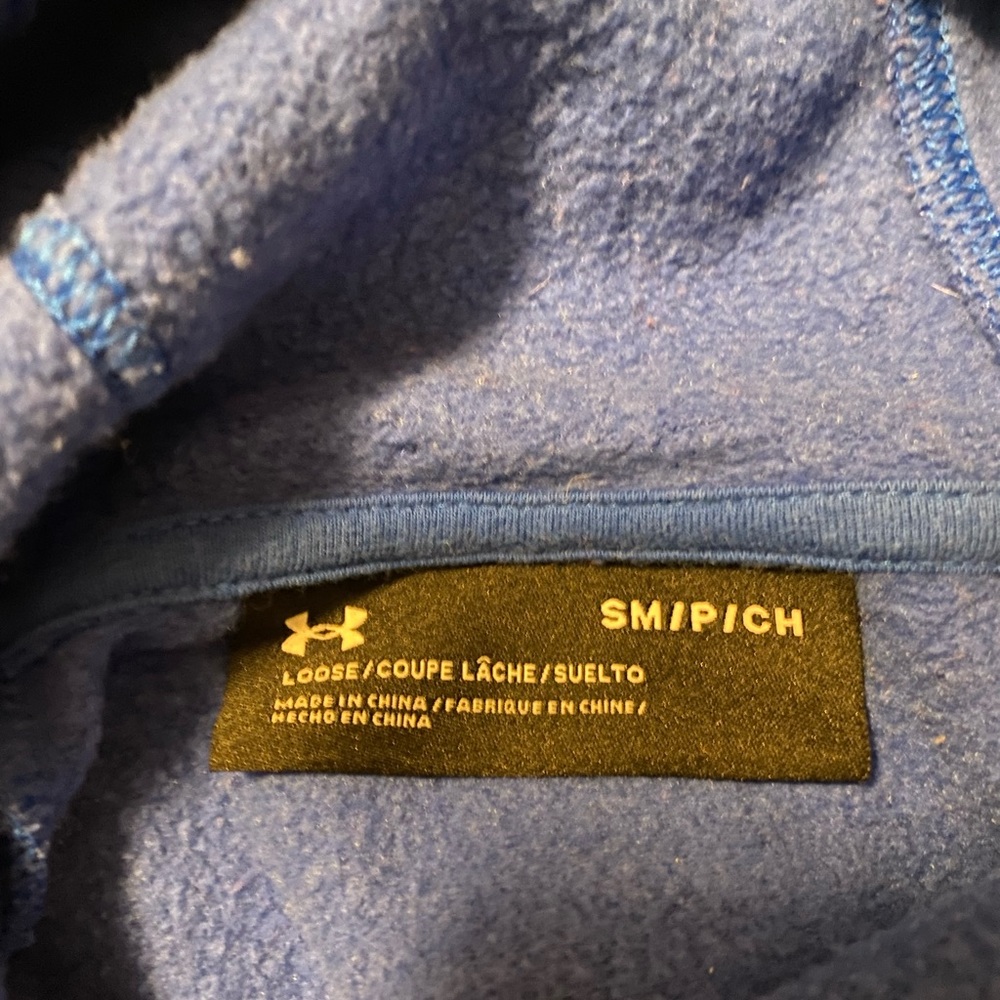 SM/P/CH
LOOSE/COUPE LÂCHE/SUELTO
MADE IN CHINA/FABRIQUE EN CHINE/
HECHO EN CHINA